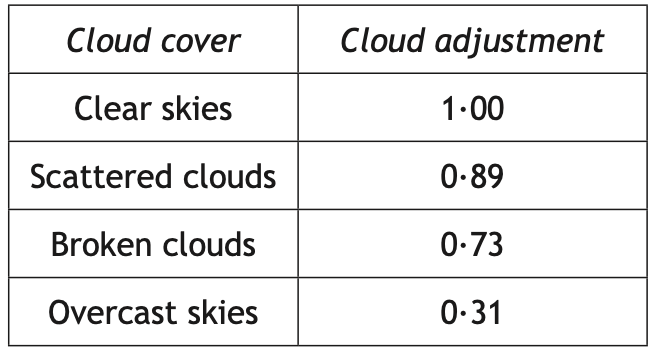 Cloud cover Cloud adjustment
Clear skies 1·00
Scattered clouds 0·89
Broken clouds 0·73
Overcast skies 0·31